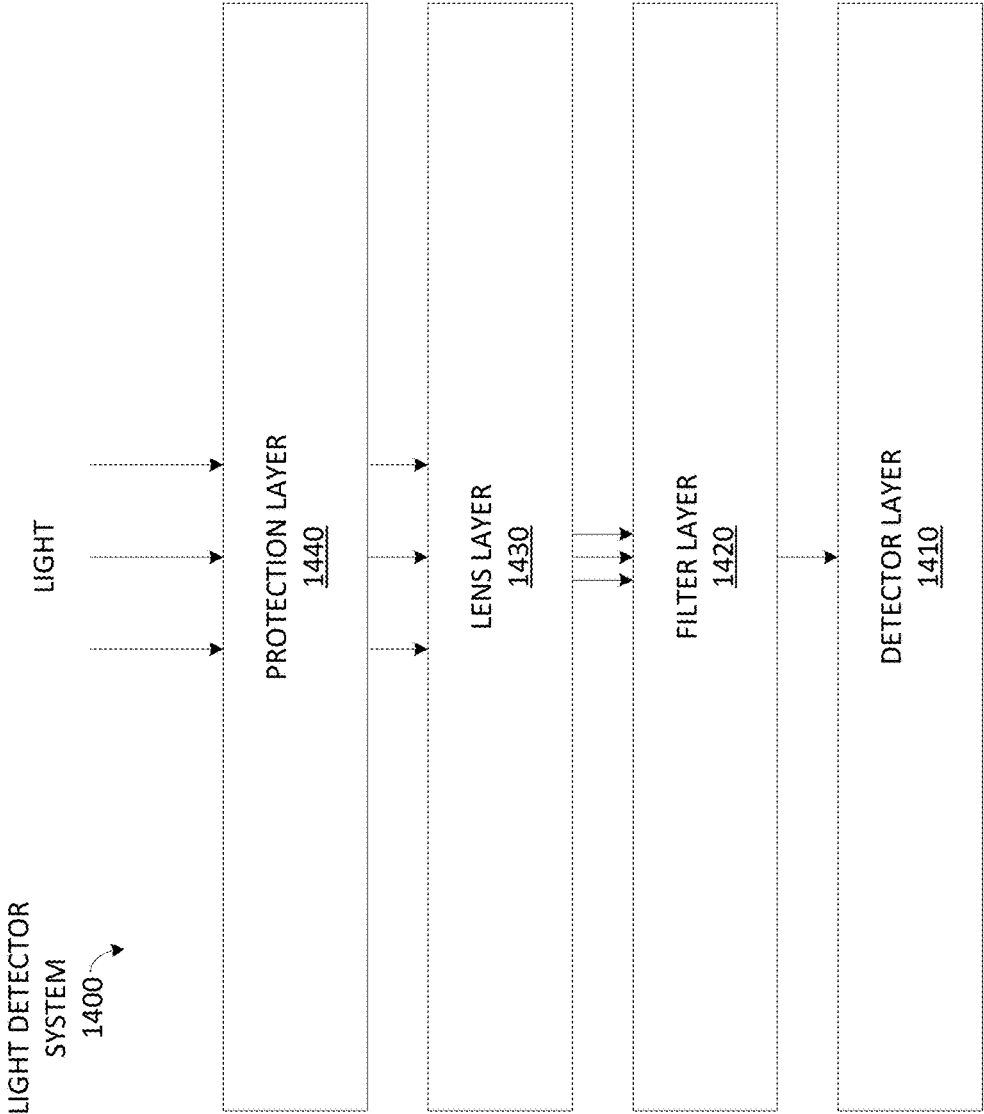 LIGHT DETECTOR
SYSTEM
1400
LIGHT
PROTECTION LAYER
1440
LENS LAYER
1430
FILTER LAYER
1420
DETECTOR LAYER
1410